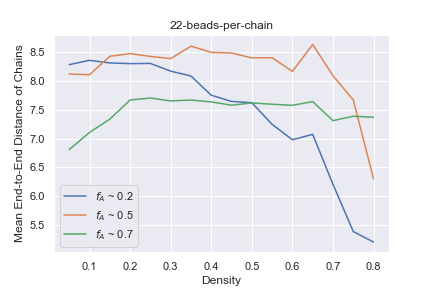 22-beads-per-chain
Mean End-to-End Distance of Chains
8.5
8.0
7.5
7.0
6.5
6.0
5.5
f_A ~ 0.2
f_A ~ 0.5
f_A ~ 0.7
0.1 0.2 0.3 0.4 0.5 0.6 0.7 0.8
Density